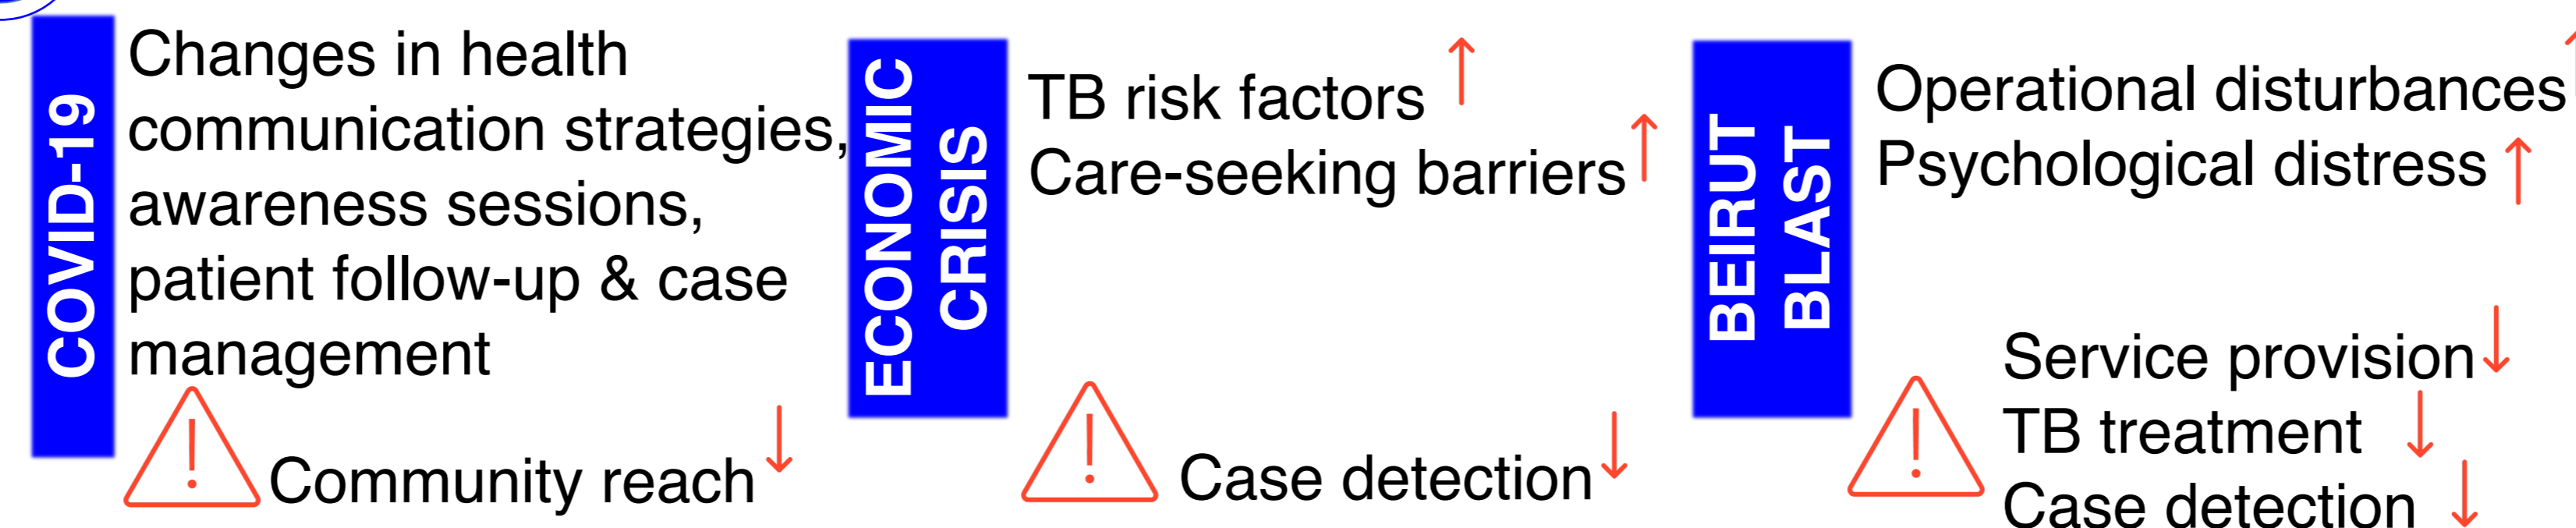 COVID-19
Changes in health
communication strategies,
awareness sessions,
patient follow-up & case
management
Community reach
ECONOMIC
CRISIS
TB risk factors
Care-seeking barriers
Case detection
BEIRUT
BLAST
Operational disturbances
Psychological distress
Service provision
TB treatment
Case detection